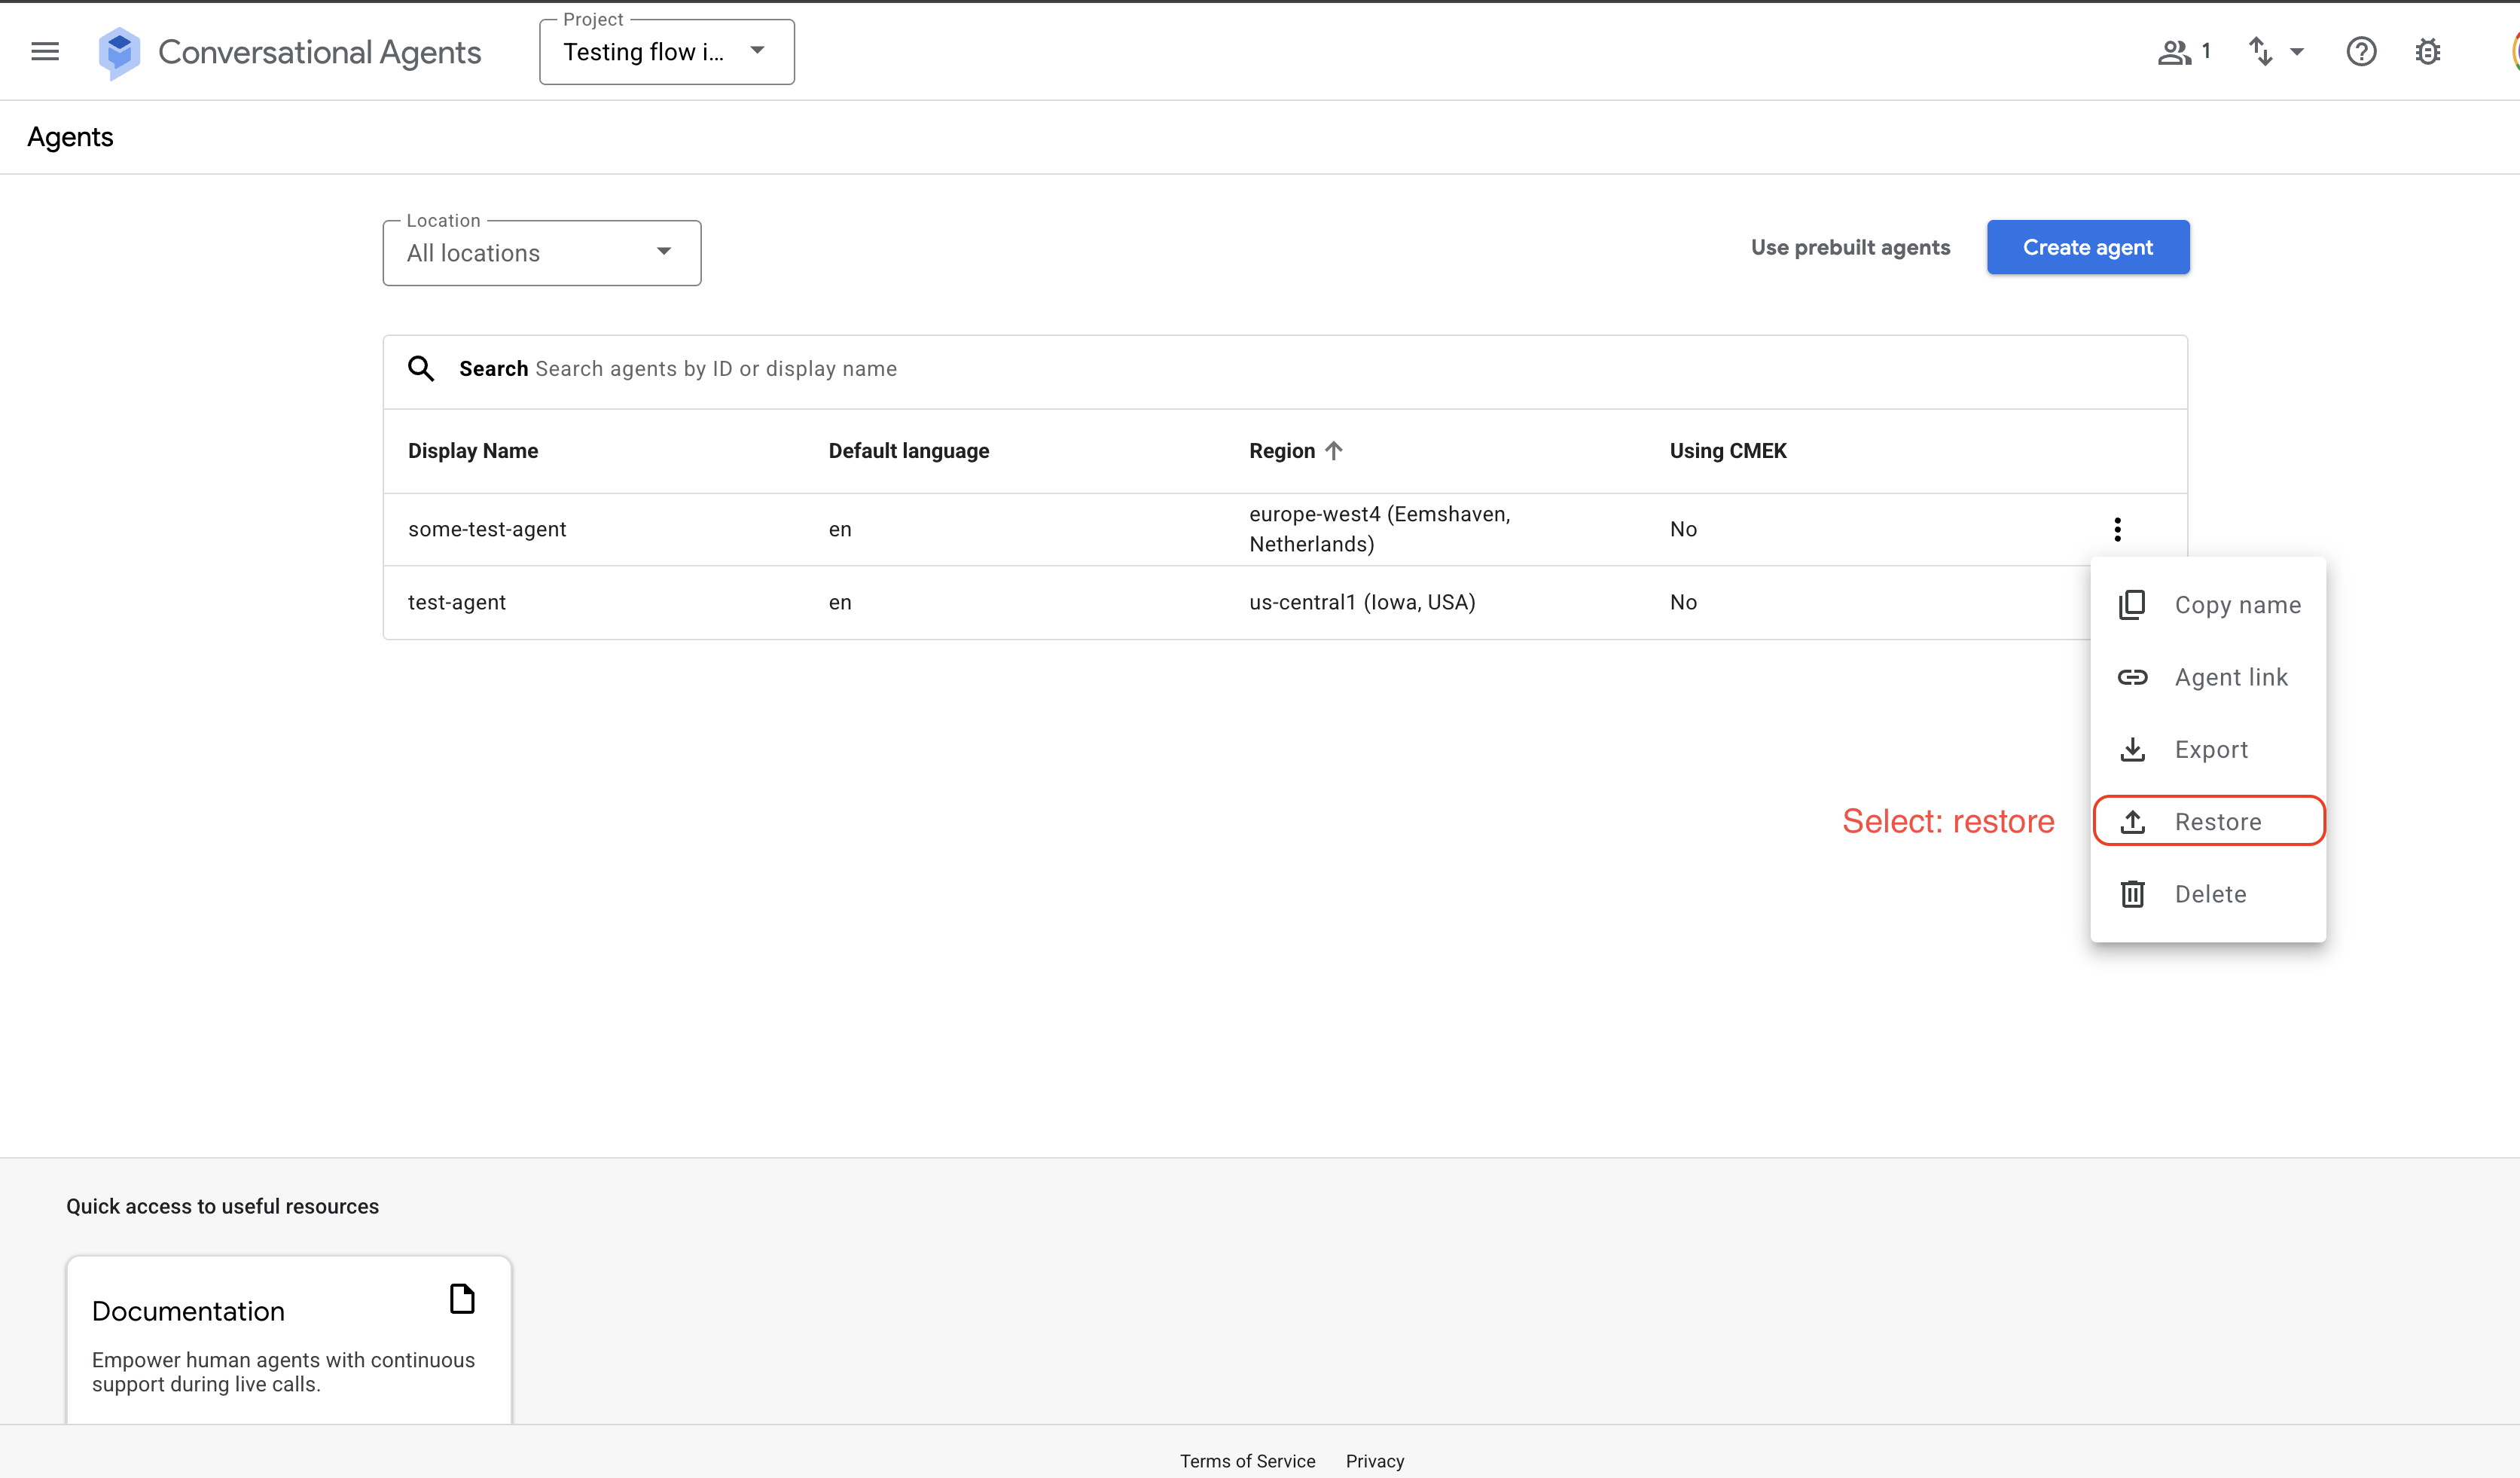 Project
Conversational Agents
Testing flow i...
1
Agents
Location
All locations
Use prebuilt agents
Create agent
Search Search agents by ID or display name
Display Name Default language Region Using CMEK
some-test-agent en europe-west4 (Eemshaven, Netherlands) No
test-agent en us-central1 (Iowa, USA) No
Copy name
Agent link
Export
Select: restore
Restore
Delete
Quick access to useful resources
Documentation
Empower human agents with continuous
support during live calls.
Terms of Service Privacy